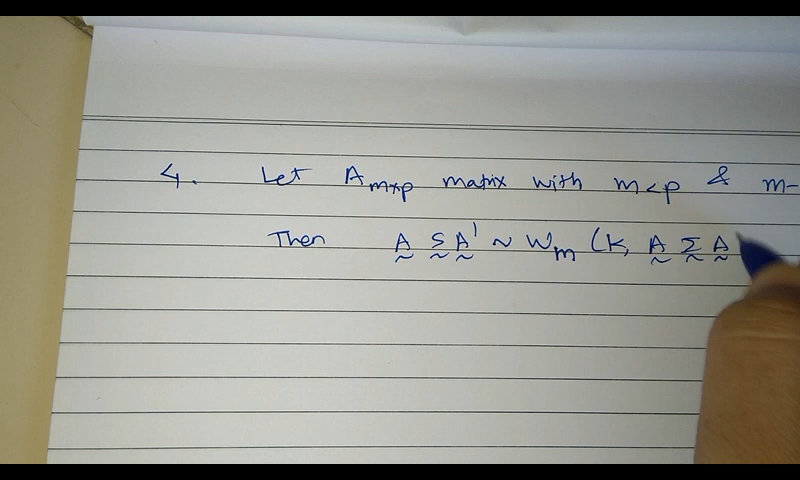 4. Let A m×p matrix with m<p & m-
Then A S A' ~ W m (K, A Σ A